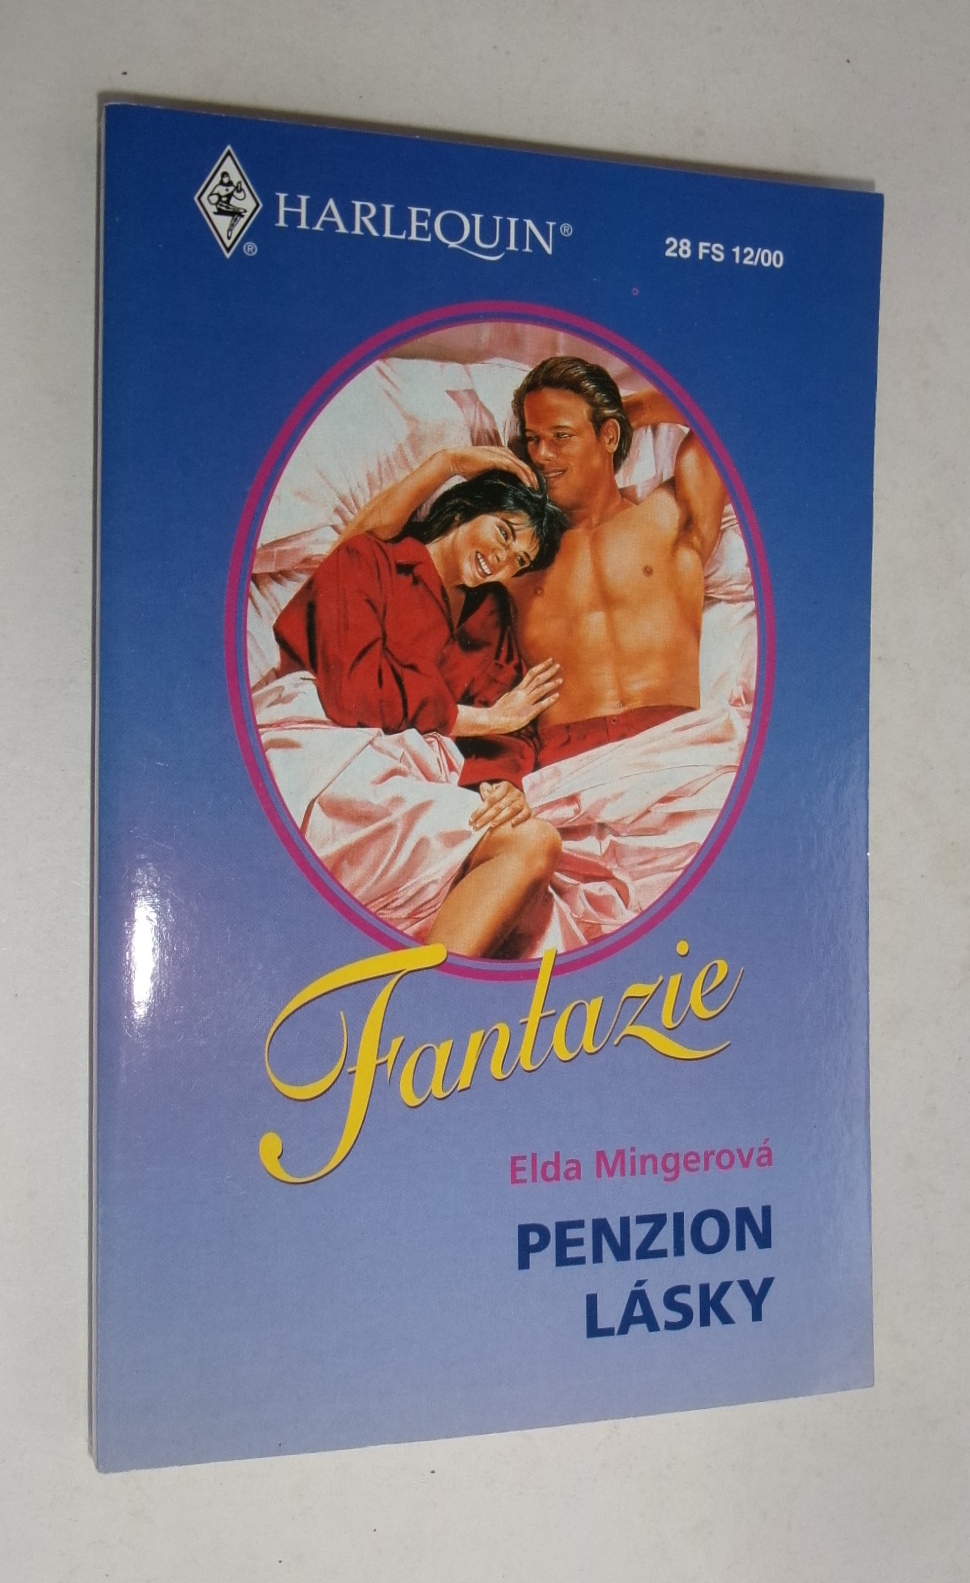 HARLEQUIN®
®
28 FS 12/00
Fantazie
Elda Mingerová
PENZION
LÁSKY